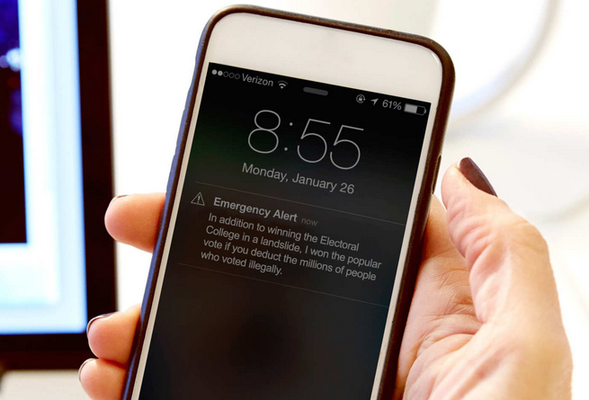 Verizon 61%
8:55
Monday, January 26
Emergency Alert now
In addition to winning the Electoral
College in a landslide, I won the popular
vote if you deduct the millions of people
who voted illegally.